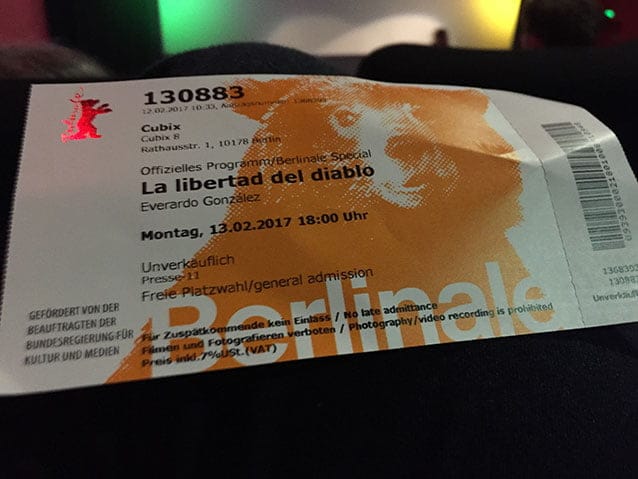 130883
12.02.2017 10:33,
Cubix
Cubix 8
Rathausstr. 1, 10178 Berlin
Offizielles Programm/Berlinale Special
La libertad del diablo
Everardo González
Montag, 13.02.2017 18:00 Uhr
Unverkäuflich
Presse-11
Freie Platzwahl/general admission
GEFÖRDERT VON DER
BEAUFTRAGTEN DER
BUNDESREGIERUNG FÜR
KULTUR UND MEDIEN
Für Zuspätkommende kein Einlass / No late admittance
Filmen und Fotografieren verboten / Photography/video recording is prohibited
Preis inkl.7%USt.(VAT)
Berlinale